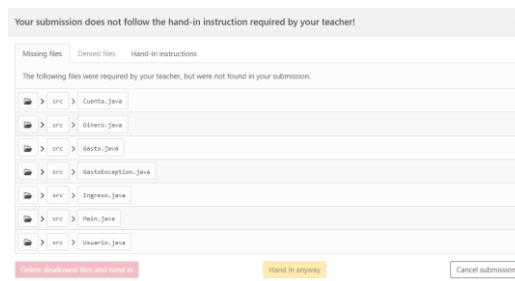 Your submission does not follow the hand-in instruction required by your teacher!
Missing files Denied files Hand-in instructions
The following files were required by your teacher, but were not found in your submission.
src Cuenta.java
src Dinero.java
src Gasto.java
src GastoException.java
src Ingreso.java
src Main.java
src Usuario.java
Delete disallowed files and hand in Hand in anyway Cancel submission